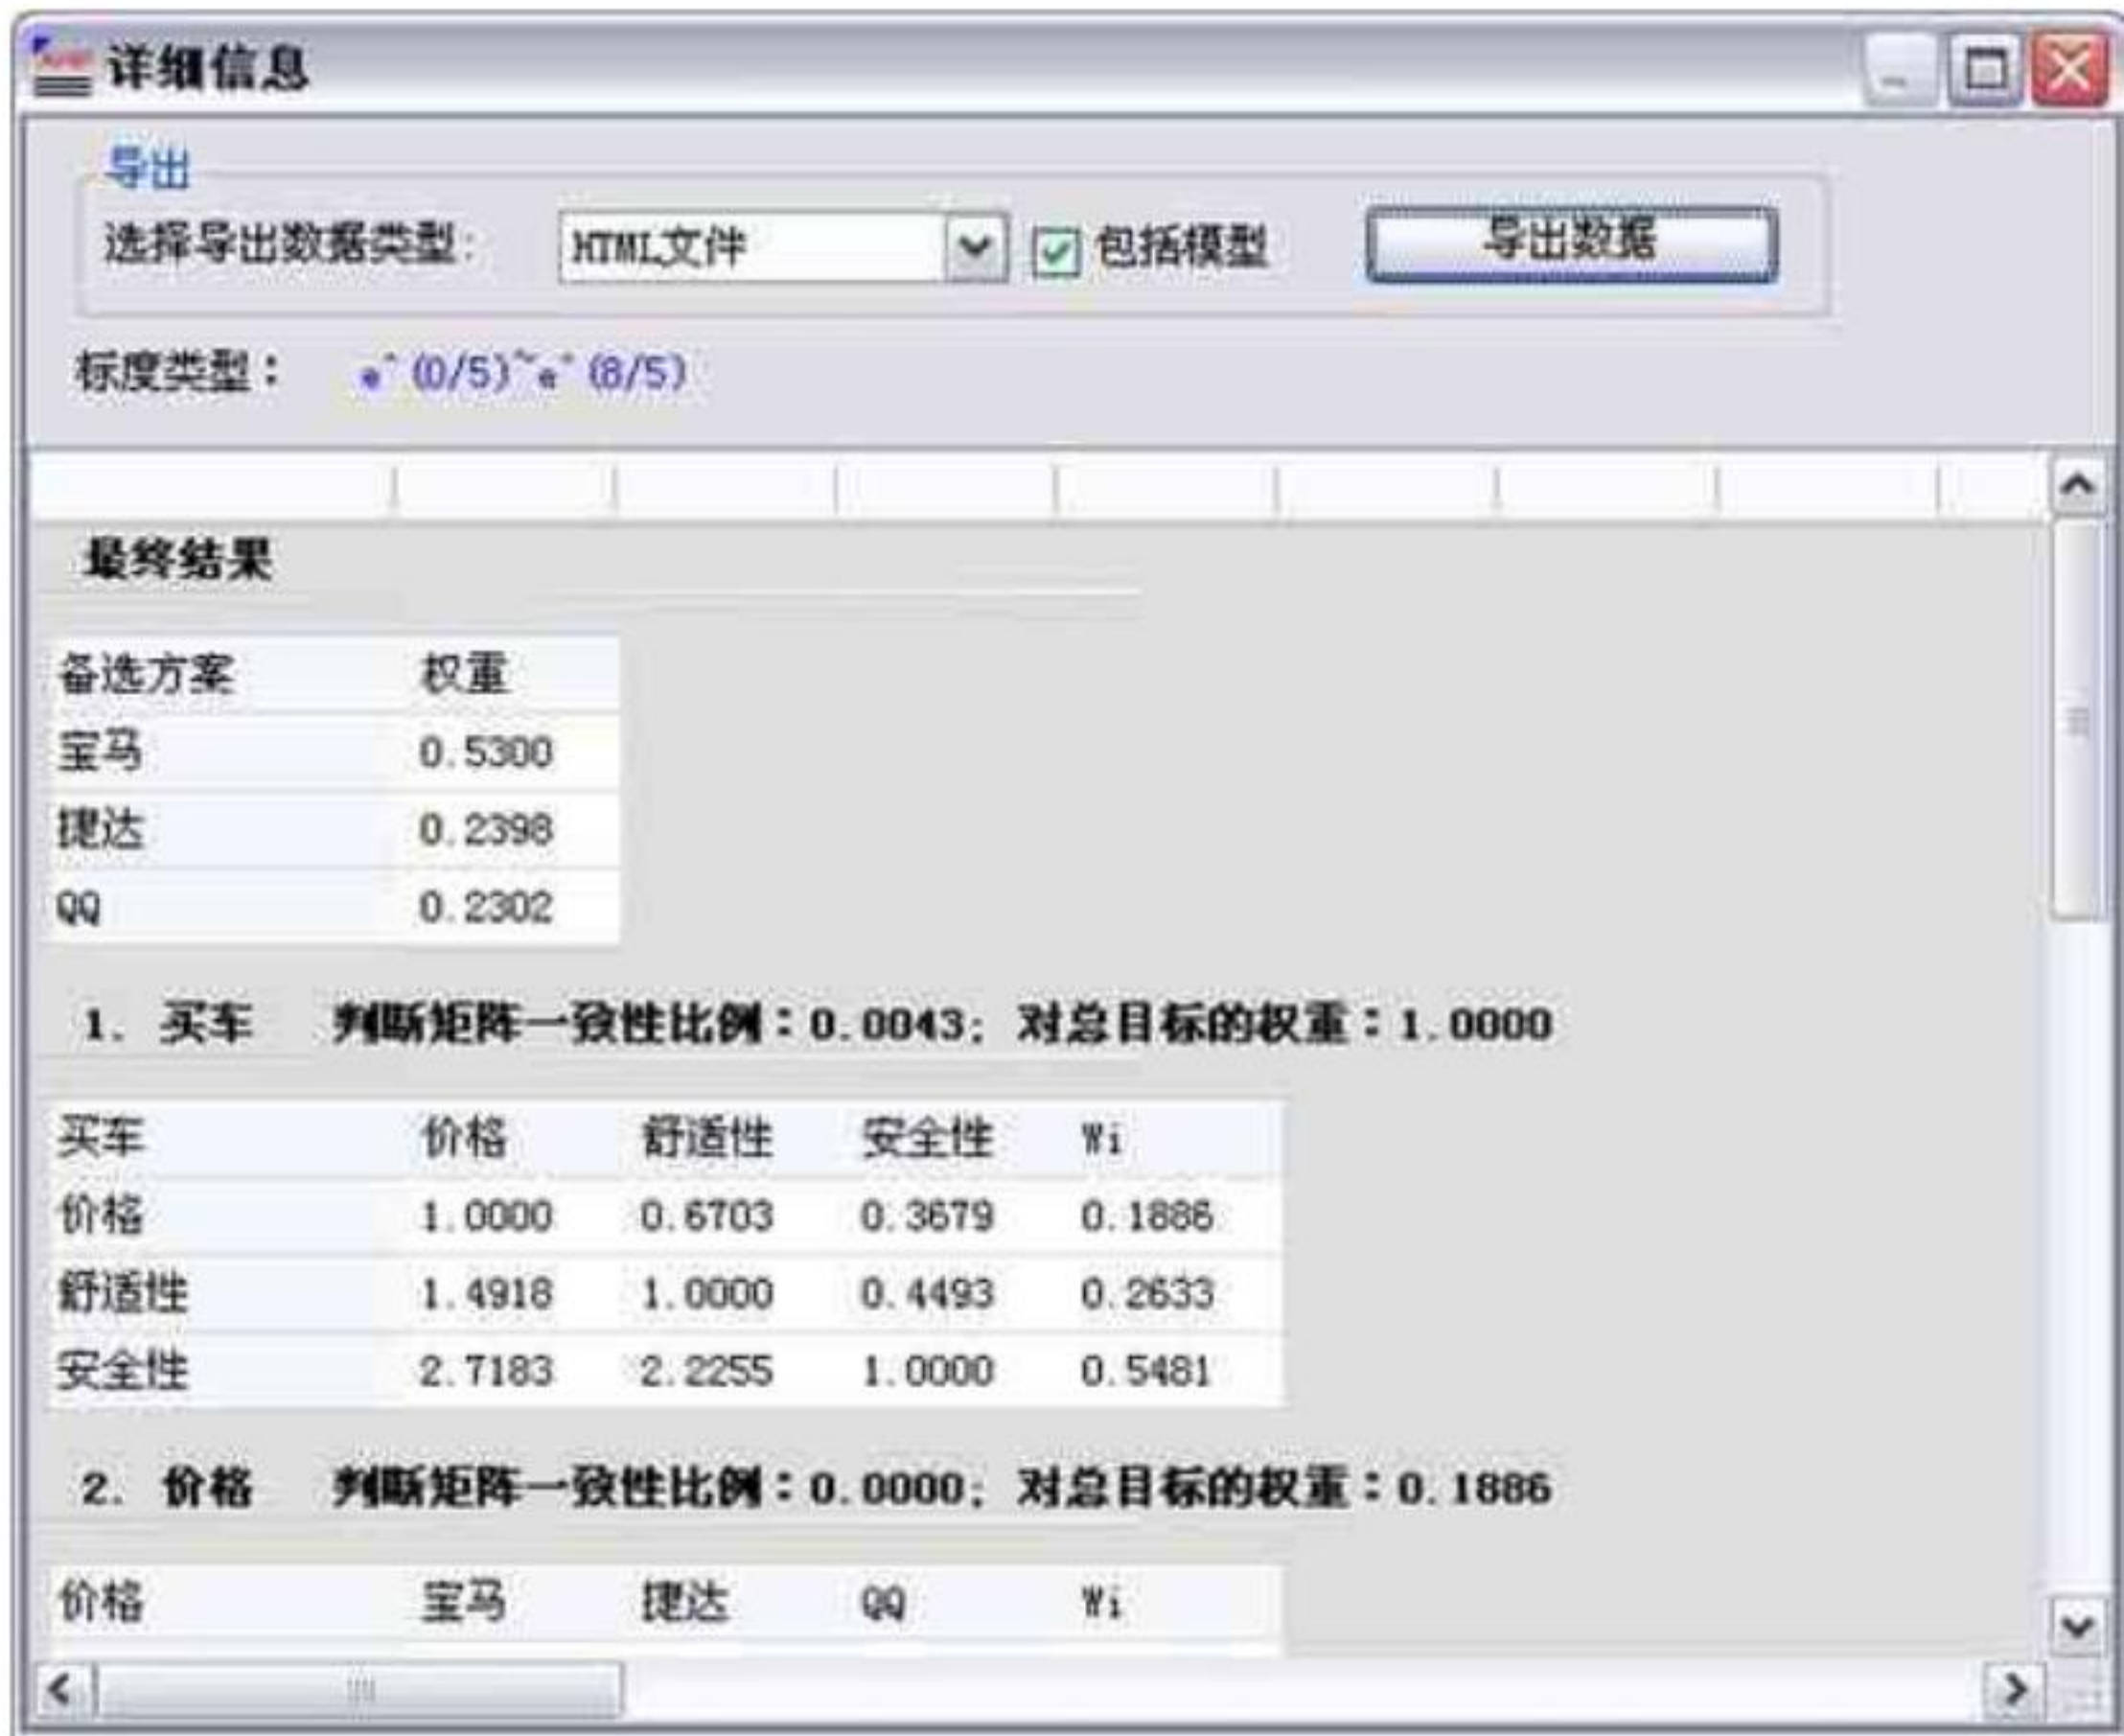 详细信息
导出
选择导出数据类型: HTML文件 包括模型 导出数据
标度类型: e^(0/5)~e^(8/5)
最终结果
备选方案 权重
宝马 0.5300
捷达 0.2398
QQ 0.2302
1. 买车 判断矩阵一致性比例:0.0043; 对总目标的权重:1.0000
买车 价格 舒适性 安全性 Wi
价格 1.0000 0.6703 0.3679 0.1886
舒适性 1.4918 1.0000 0.4493 0.2633
安全性 2.7183 2.2255 1.0000 0.5481
2. 价格 判断矩阵一致性比例:0.0000; 对总目标的权重:0.1886
价格 宝马 捷达 QQ Wi